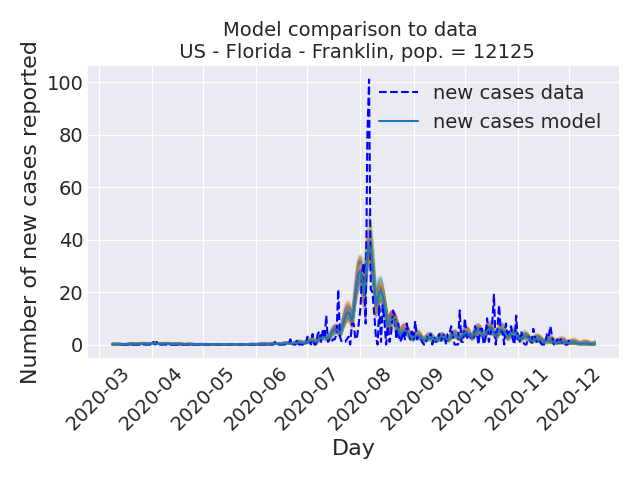 Model comparison to data
US - Florida - Franklin, pop. = 12125
Number of new cases reported
100
80
60
40
20
0
new cases data
new cases model
2020-03
2020-04
2020-05
2020-06
2020-07
2020-08
2020-09
2020-10
2020-11
2020-12
Day